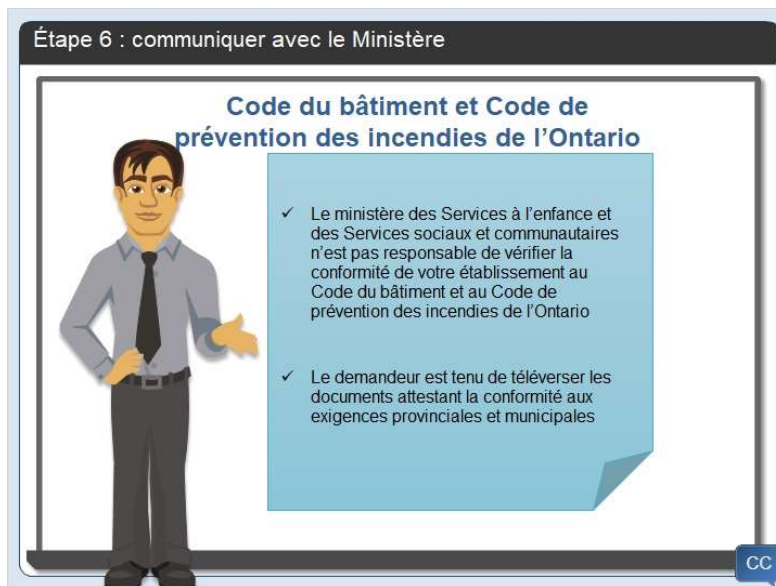 Étape 6 : communiquer avec le Ministère
Code du bâtiment et Code de
prévention des incendies de l'Ontario
✓ Le ministère des Services à l'enfance et
des Services sociaux et communautaires
n'est pas responsable de vérifier la
conformité de votre établissement au
Code du bâtiment et au Code de
prévention des incendies de l'Ontario
✓ Le demandeur est tenu de téléverser les
documents attestant la conformité aux
exigences provinciales et municipales
CC